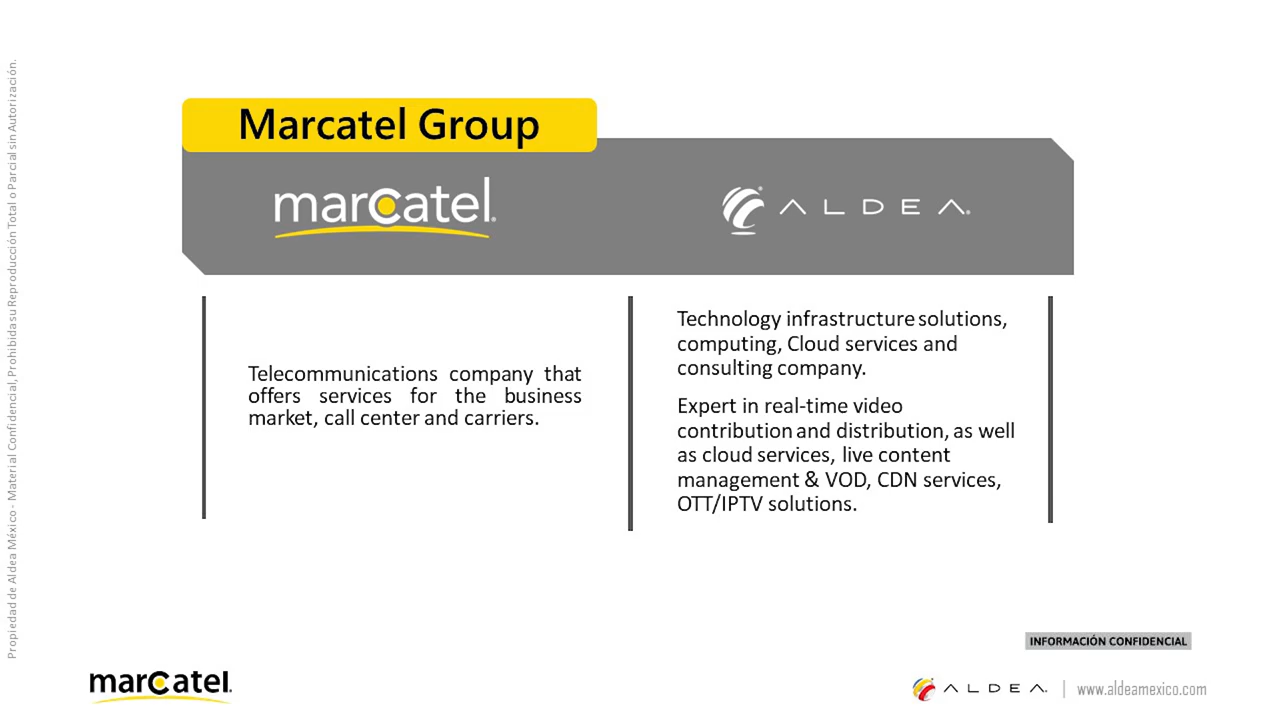 Propiedad de Aldea México - Material Confidencial, Prohibida su Reproducción Total o Parcial sin Autorización.
Marcatel Group
marcatel®
ALDEA®
Telecommunications company that
offers services for the business
market, call center and carriers.
Technology infrastructure solutions,
computing, Cloud services and
consulting company.
Expert in real-time video
contribution and distribution, as well
as cloud services, live content
management & VOD, CDN services,
OTT/IPTV solutions.
INFORMACIÓN CONFIDENCIAL
marcatel®
ALDEA® | www.aldeamexico.com